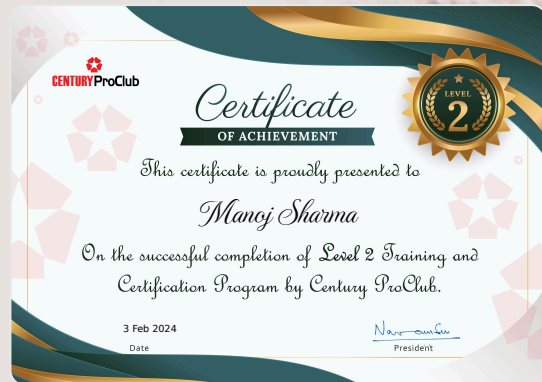 CENTURY ProClub
LEVEL
2
Certificate
OF ACHIEVEMENT
This certificate is proudly presented to
Manoj Sharma
On the successful completion of Level 2 Training and
Certification Program by Century ProClub.
3 Feb 2024
Date
President